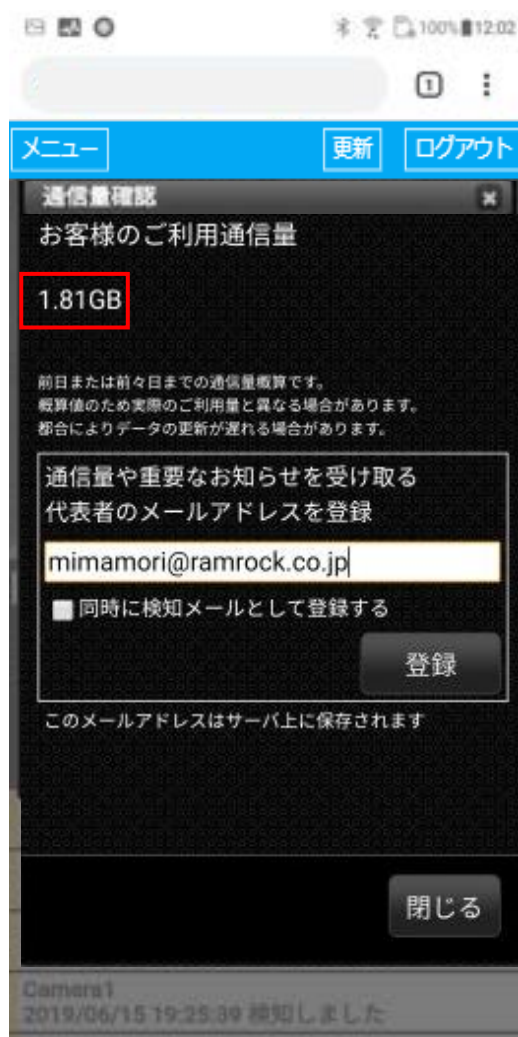 100% 12:02
1
メニュー 更新 ログアウト
通信量確認
お客様のご利用通信量
1.81GB
前日または前々日までの通信量概算です。
概算値のため実際のご利用量と異なる場合があります。
都合によりデータの更新が遅れる場合があります。
通信量や重要なお知らせを受け取る
代表者のメールアドレスを登録
mimamori@ramrock.co.jp
同時に検知メールとして登録する
登録
このメールアドレスはサーバ上に保存されます
閉じる
Camera1
2019/06/15 19:25:39 検知しました